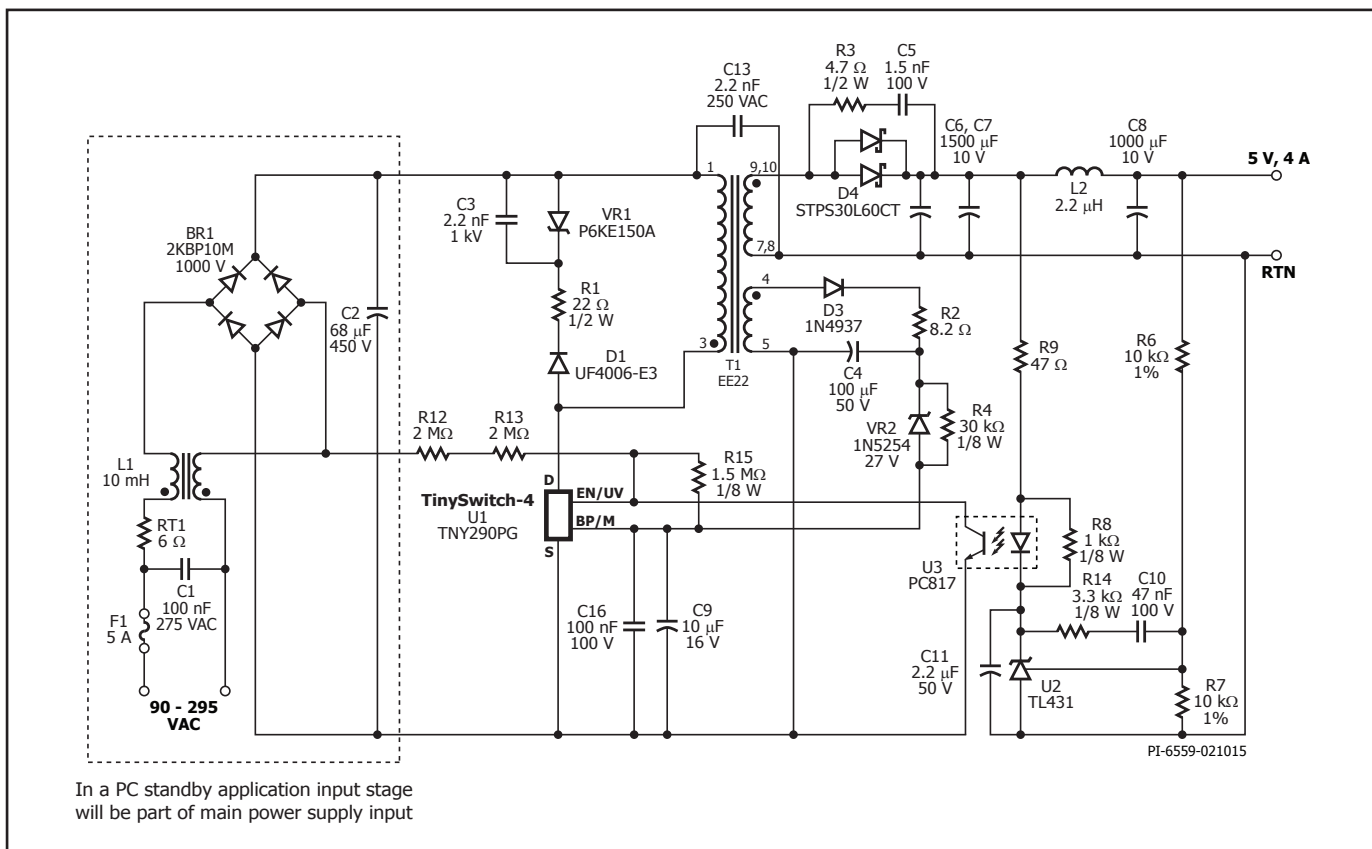 C13
2.2 nF
250 VAC
R3
4.7 Ω
1/2 W
C5
1.5 nF
100 V
C6, C7
1500 μF
10 V
C8
1000 μF
10 V
5 V, 4 A
L2
2.2 μH
RTN
D4
STPS30L60CT
1
3
9,10
7,8
4
5
T1
EE22
C3
2.2 nF
1 kV
VR1
P6KE150A
BR1
2KBP10M
1000 V
C2
68 μF
450 V
R1
22 Ω
1/2 W
D1
UF4006-E3
D3
1N4937
R2
8.2 Ω
C4
100 μF
50 V
VR2
1N5254
27 V
R4
30 kΩ
1/8 W
R9
47 Ω
R6
10 kΩ
1%
R12
2 MΩ
R13
2 MΩ
R15
1.5 MΩ
1/8 W
L1
10 mH
RT1
6 Ω
C1
100 nF
275 VAC
F1
5 A
90 - 295
VAC
TinySwitch-4
U1
TNY290PG
D
S
EN/UV
BP/M
C16
100 nF
100 V
C9
10 μF
16 V
U3
PC817
R8
1 kΩ
1/8 W
R14
3.3 kΩ
1/8 W
C10
47 nF
100 V
C11
2.2 μF
50 V
U2
TL431
R7
10 kΩ
1%
PI-6559-021015
In a PC standby application input stage
will be part of main power supply input